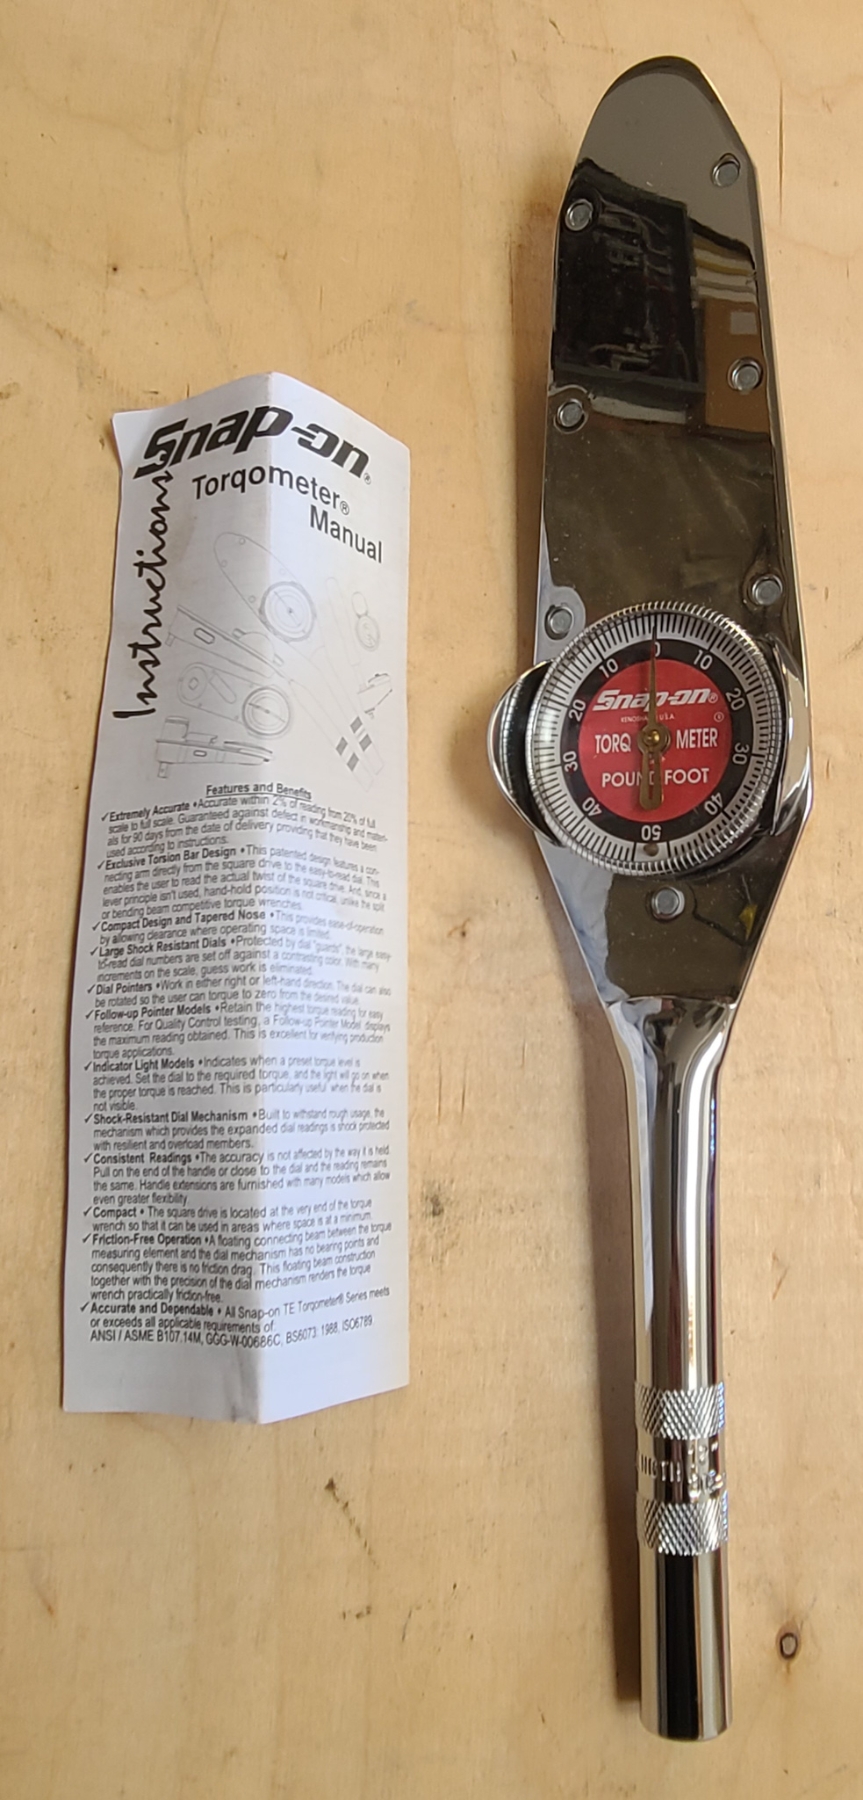 Snap-on®
Torqometer®
Manual
Instructions
Features and Benefits
✓Extremely Accurate •Accurate within 2% of reading from 20% of full
scale to full scale. Guaranteed against defect in workmanship and materi-
als for 90 days from the date of delivery providing that they have been
used according to instructions.
✓Exclusive Torsion Bar Design •This patented design features a con-
necting arm directly from the square drive to the easy-to-read dial. This
enables the user to read the actual twist of the square drive. And, since a
lever principle isn't used, hand-hold position is not critical, unlike the split
or bending beam competitive torque wrenches.
✓Compact Design and Tapered Nose •This provides ease-of-operation
by allowing clearance where operating space is limited.
✓Large Shock Resistant Dials •Protected by dial "guards", the large easy-
to-read dial numbers are set off against a contrasting color. With many
increments on the scale, guess work is eliminated.
✓Dial Pointers •Work in either right or left-hand direction. The dial can also
be rotated so the user can torque to zero from the desired value.
✓Follow-up Pointer Models •Retain the highest torque reading for easy
reference. For Quality Control testing, a Follow-up Pointer Model displays
the maximum reading obtained. This is excellent for verifying production
torque applications.
✓Indicator Light Models •Indicates when a preset torque level is
achieved. Set the dial to the required torque, and the light will go on when
the proper torque is reached. This is particularly useful when the dial is
not visible.
✓Shock-Resistant Dial Mechanism •Built to withstand rough usage, the
mechanism which provides the expanded dial readings is shock protected
with resilient and overload members.
✓Consistent Readings •The accuracy is not affected by the way it is held.
Pull on the end of the handle or close to the dial and the reading remains
the same. Handle extensions are furnished with many models which allow
even greater flexibility.
✓Compact • The square drive is located at the very end of the torque
wrench so that it can be used in areas where space is at a minimum.
✓Friction-Free Operation •A floating connecting beam between the torque
measuring element and the dial mechanism has no bearing points and
consequently there is no friction drag. This floating beam construction
together with the precision of the dial mechanism renders the torque
wrench practically friction-free.
✓Accurate and Dependable • All Snap-on TE Torqometer® Series meets
or exceeds all applicable requirements of:
ANSI / ASME B107.14M, GGG-W-00686C, BS6073: 1988, ISO6789.
0
10 10
20 20
30 30
40 40
50
Snap-on®
KENOSHA U.S.A.
TORQ METER
POUND FOOT